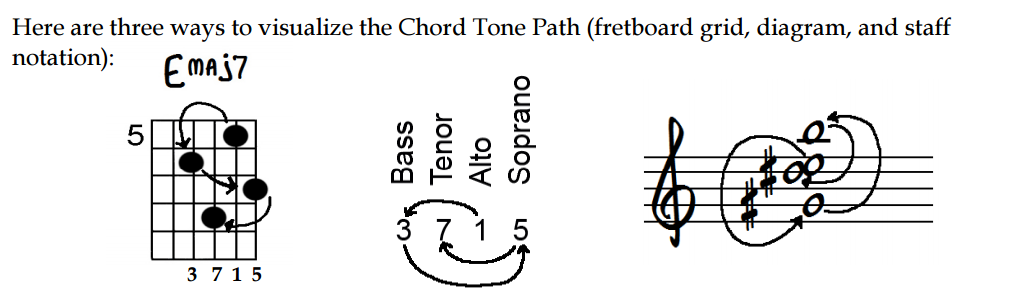 Here are three ways to visualize the Chord Tone Path (fretboard grid, diagram, and staff
notation):
Emaj7
5
3 7 1 5
Bass
Tenor
Alto
Soprano
3 7 1 5